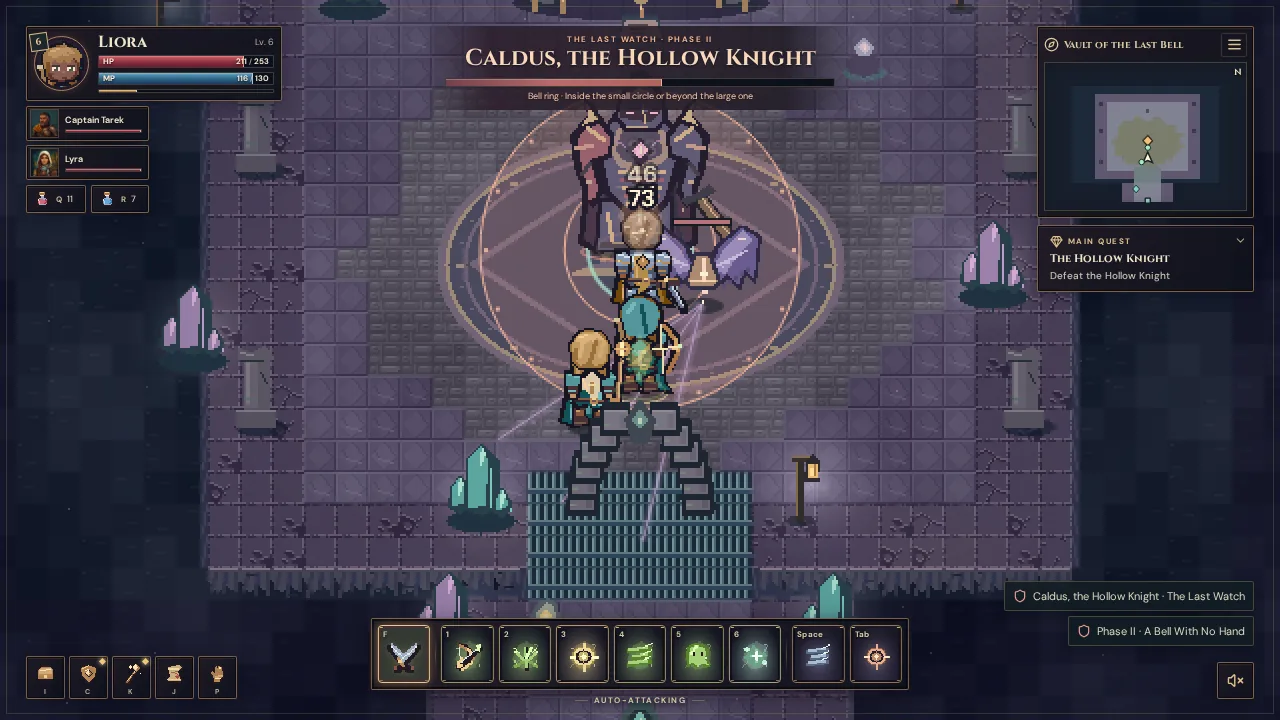 6
LIORA
Lv. 6
HP
211 / 253
MP
116 / 130
Captain Tarek
Lyra
Q 11
R 7
THE LAST WATCH · PHASE II
CALDUS, THE HOLLOW KNIGHT
Bell ring · Inside the small circle or beyond the large one
46
73
VAULT OF THE LAST BELL
N
MAIN QUEST
THE HOLLOW KNIGHT
Defeat the Hollow Knight
Caldus, the Hollow Knight · The Last Watch
Phase II · A Bell With No Hand
F
1
2
3
4
5
6
Space
Tab
AUTO-ATTACKING
I
C
K
J
P